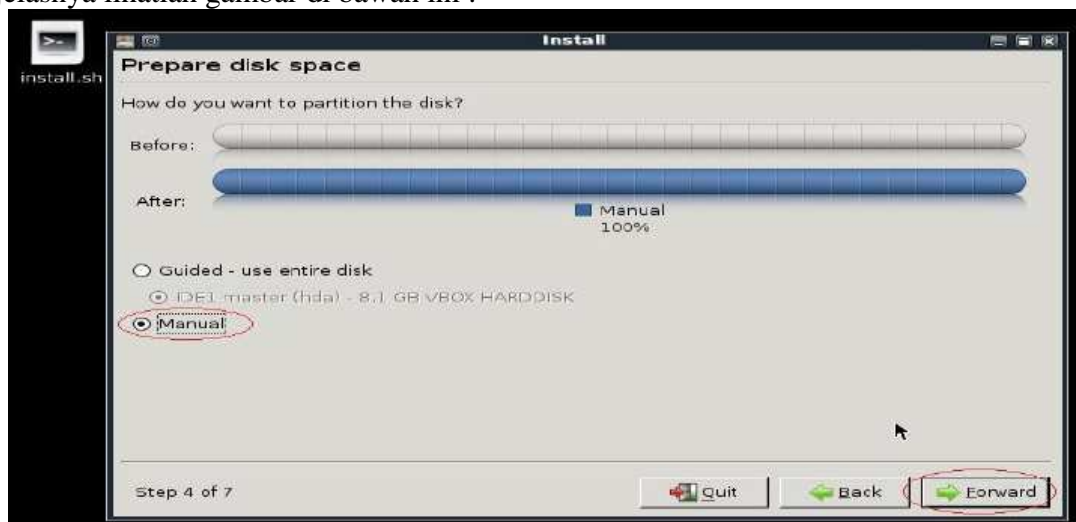 lihatlah gambar di bawah ini :
install.sh
Install
Prepare disk space
How do you want to partition the disk?
Before:
After:
Manual
100%
Guided - use entire disk
IDE1 master (hda) - 8.1 GB VBOX HARDDISK
Manual
Step 4 of 7
Quit
Back
Forward